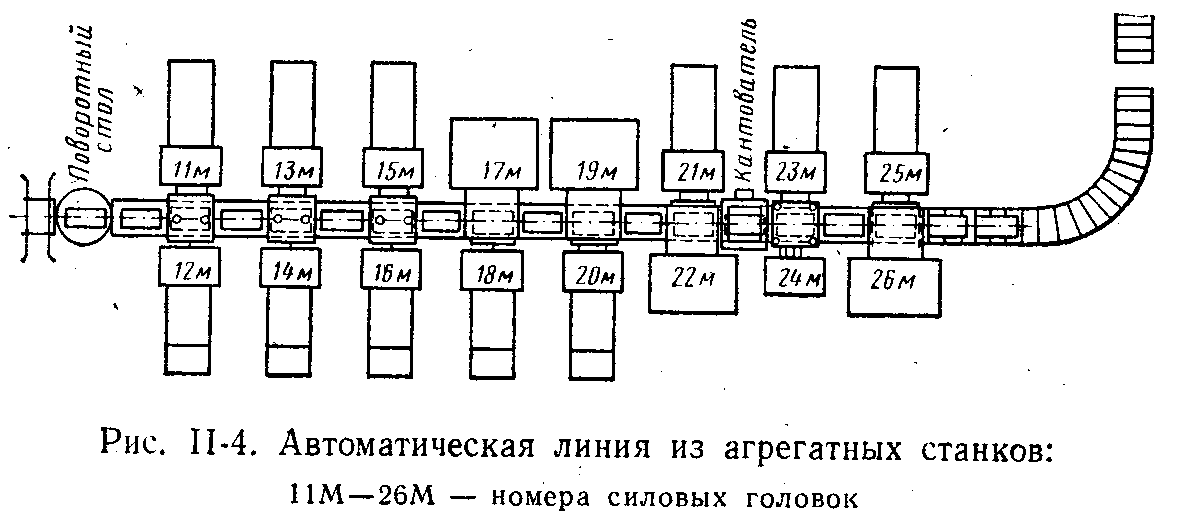 Поворотный
стол
11м
13м
15м
17м
19м
21м
Кантователь
23м
25м
12м
14м
16м
18м
20м
22м
24м
26м
Рис. II-4. Автоматическая линия из агрегатных станков:
11М—26М — номера силовых головок